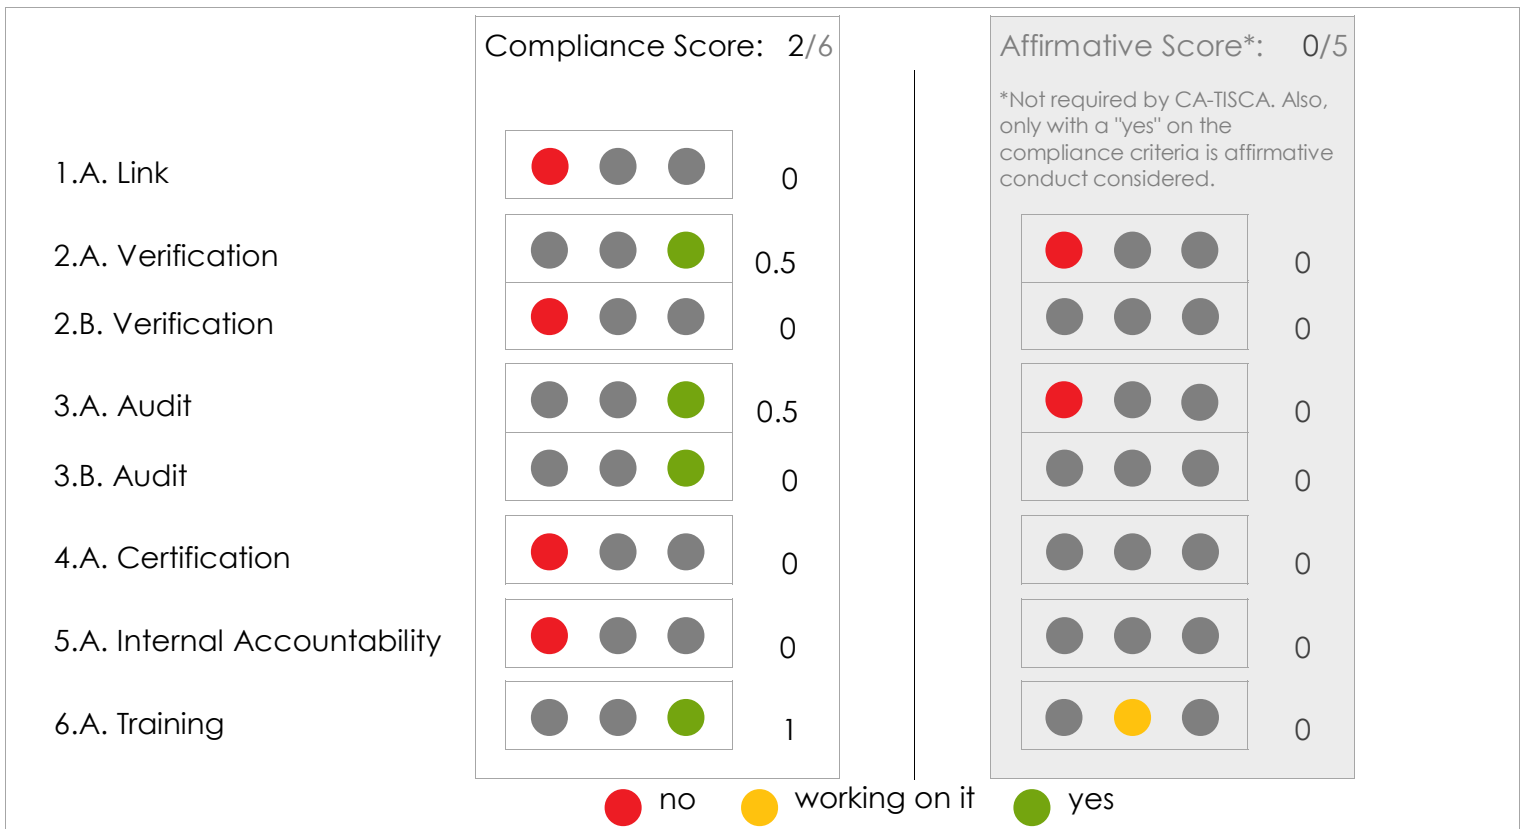 Compliance Score: 2/6
Affirmative Score*: 0/5
*Not required by CA-TISCA. Also,
only with a "yes" on the
compliance criteria is affirmative
conduct considered.
1.A. Link 0
2.A. Verification 0.5 0
2.B. Verification 0 0
3.A. Audit 0.5 0
3.B. Audit 0 0
4.A. Certification 0 0
5.A. Internal Accountability 0 0
6.A. Training 1 0
no working on it yes